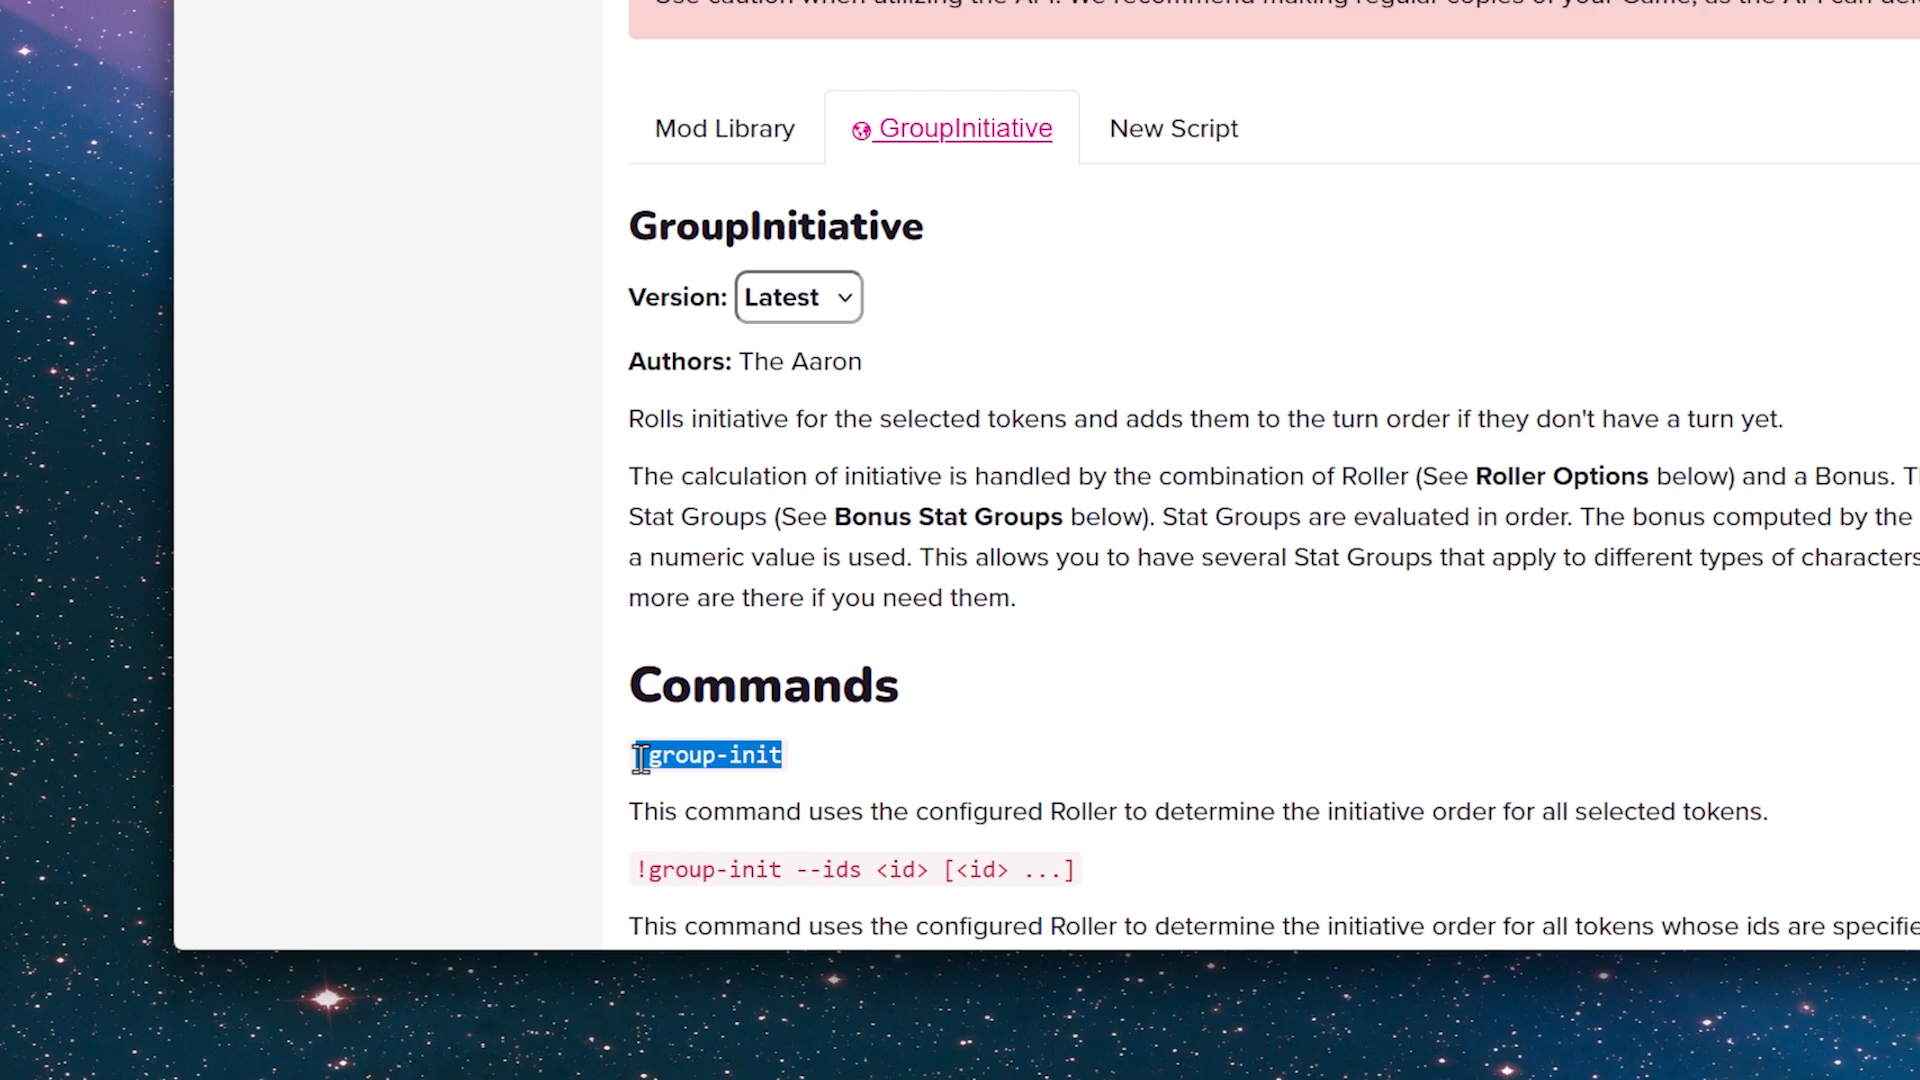 Use caution when utilizing the API. We recommend making regular copies of your Game, as the API can
Mod Library
GroupInitiative
New Script
GroupInitiative
Version: Latest
Authors: The Aaron
Rolls initiative for the selected tokens and adds them to the turn order if they don't have a turn yet.
The calculation of initiative is handled by the combination of Roller (See Roller Options below) and a Bonus.
Stat Groups (See Bonus Stat Groups below). Stat Groups are evaluated in order. The bonus computed by the
a numeric value is used. This allows you to have several Stat Groups that apply to different types of characters
more are there if you need them.
Commands
!group-init
This command uses the configured Roller to determine the initiative order for all selected tokens.
!group-init --ids <id> [<id> ...]
This command uses the configured Roller to determine the initiative order for all tokens whose ids are